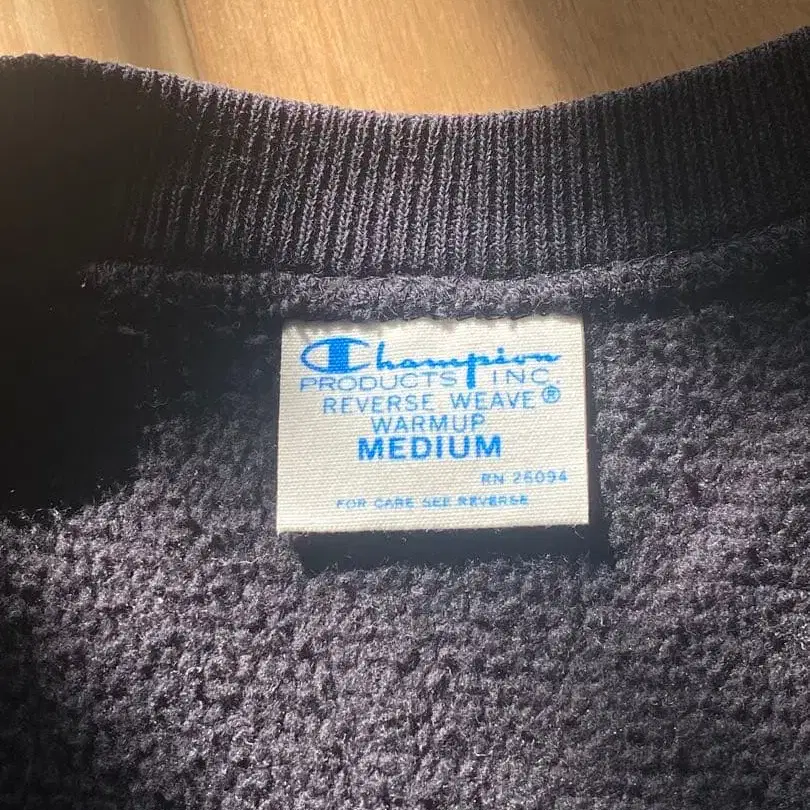 Champion
PRODUCTS INC.
REVERSE WEAVE®
WARMUP
MEDIUM
RN 26094
FOR CARE SEE REVERSE